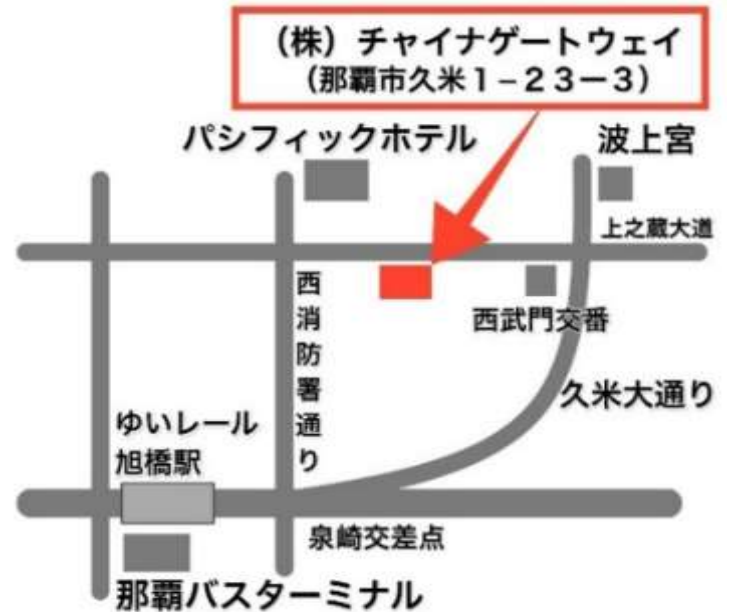 （株）チャイナゲートウェイ
（那覇市久米１−２３ー３）
パシフィックホテル
波上宮
上之蔵大道
西消防署通り
西武門交番
久米大通り
ゆいレール
旭橋駅
泉崎交差点
那覇バスターミナル